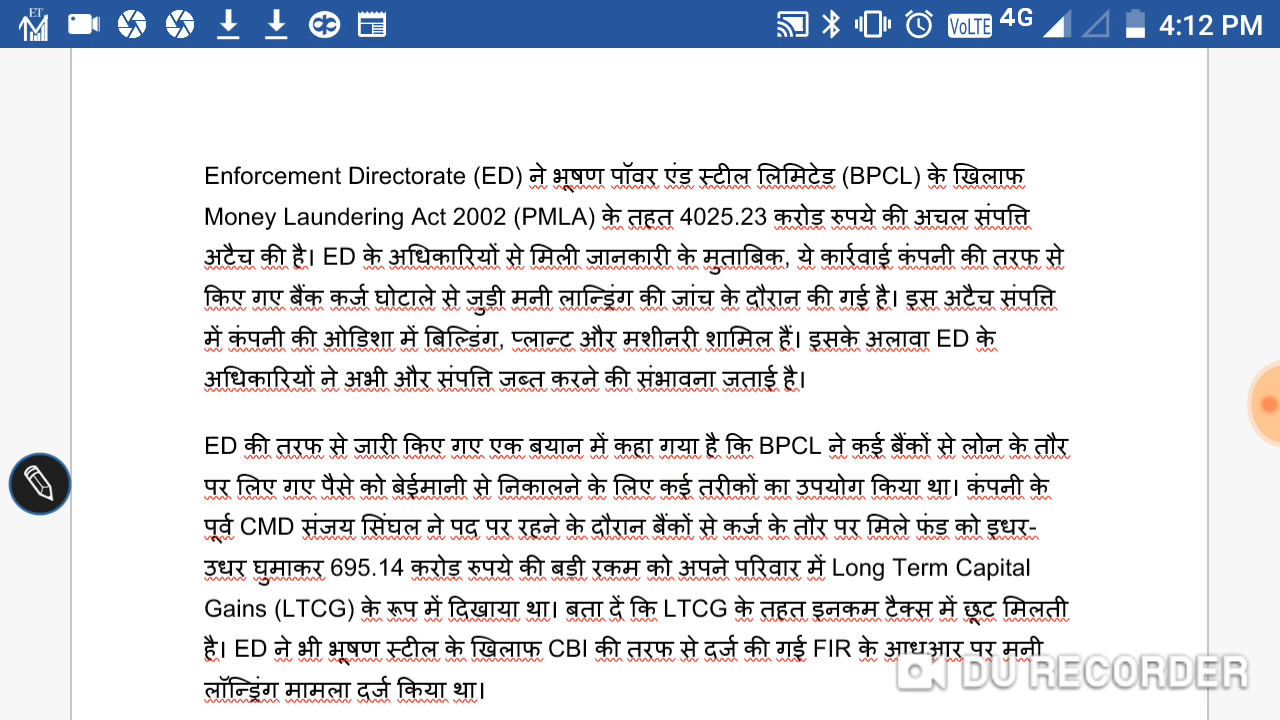 ET
VoLTE 4G 4:12 PM
Enforcement Directorate (ED) ने भूषण पॉवर एंड स्टील लिमिटेड (BPCL) के खिलाफ
Money Laundering Act 2002 (PMLA) के तहत 4025.23 करोड रुपये की अचल संपत्ति
अटैच की है। ED के अधिकारियों से मिली जानकारी के मुताबिक, ये कार्रवाई कंपनी की तरफ से
किए गए बैंक कर्ज घोटाले से जुडी मनी लान्ड्रिंग की जांच के दौरान की गई है। इस अटैच संपत्ति
में कंपनी की ओडिशा में बिल्डिंग, प्लान्ट और मशीनरी शामिल हैं। इसके अलावा ED के
अधिकारियों ने अभी और संपत्ति जब्त करने की संभावना जताई है।
ED की तरफ से जारी किए गए एक बयान में कहा गया है कि BPCL ने कई बैंकों से लोन के तौर
पर लिए गए पैसे को बेईमानी से निकालने के लिए कई तरीकों का उपयोग किया था। कंपनी के
पूर्व CMD संजय सिंघल ने पद पर रहने के दौरान बैंकों से कर्ज के तौर पर मिले फंड को इधर-
उधर घुमाकर 695.14 करोड रुपये की बड़ी रकम को अपने परिवार में Long Term Capital
Gains (LTCG) के रूप में दिखाया था। बता दें कि LTCG के तहत इनकम टैक्स में छूट मिलती
है। ED ने भी भूषण स्टील के खिलाफ CBI की तरफ से दर्ज की गई FIR के आधआर पर मनी
लॉन्ड्रिंग मामला दर्ज किया था।
DU RECORDER